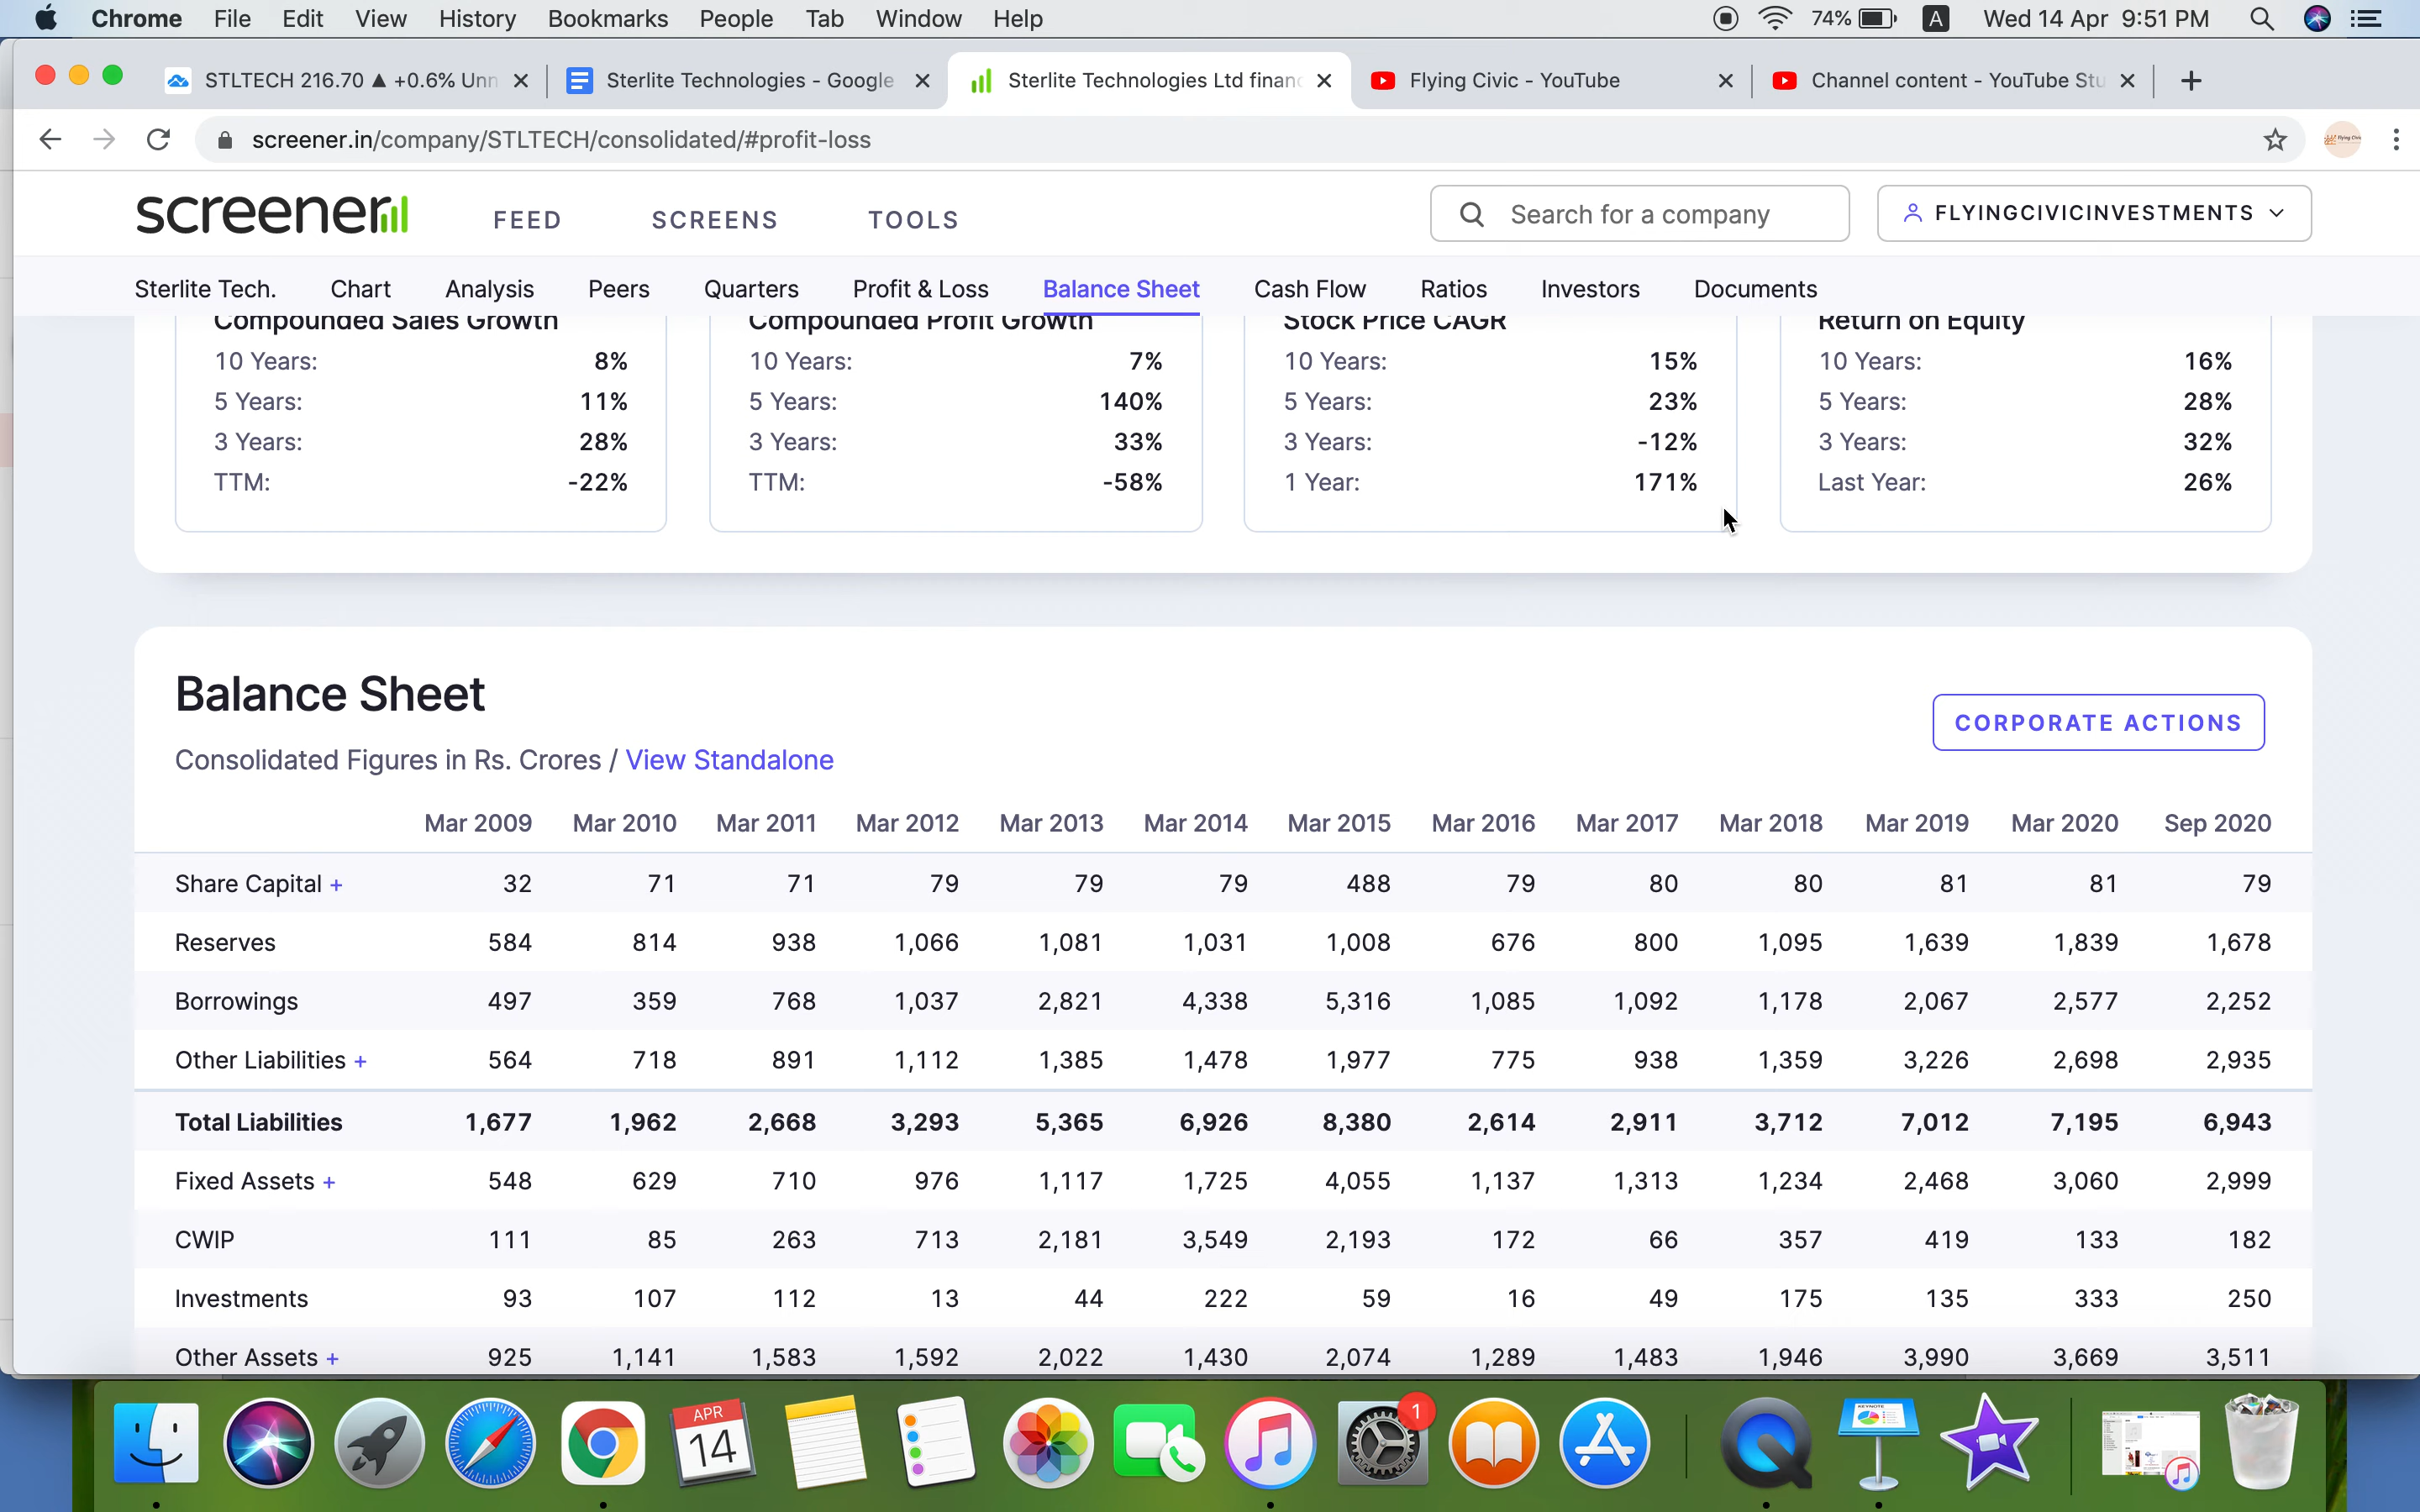 Chrome File Edit View History Bookmarks People Tab Window Help 74% A Wed 14 Apr 9:51 PM
STLTECH 216.70 ▲ +0.6% Unn Sterlite Technologies - Google Sterlite Technologies Ltd financ Flying Civic - YouTube Channel content - YouTube Stu
screener.in/company/STLTECH/consolidated/#profit-loss
screener FEED SCREENS TOOLS Search for a company FLYINGCIVICINVESTMENTS
Sterlite Tech. Chart Analysis Peers Quarters Profit & Loss Balance Sheet Cash Flow Ratios Investors Documents
Compounded Sales Growth Compounded Profit Growth Stock Price CAGR Return on Equity
10 Years: 8% 10 Years: 7% 10 Years: 15% 10 Years: 16%
5 Years: 11% 5 Years: 140% 5 Years: 23% 5 Years: 28%
3 Years: 28% 3 Years: 33% 3 Years: -12% 3 Years: 32%
TTM: -22% TTM: -58% 1 Year: 171% Last Year: 26%
Balance Sheet
CORPORATE ACTIONS
Consolidated Figures in Rs. Crores / View Standalone
Mar 2009 Mar 2010 Mar 2011 Mar 2012 Mar 2013 Mar 2014 Mar 2015 Mar 2016 Mar 2017 Mar 2018 Mar 2019 Mar 2020 Sep 2020
Share Capital + 32 71 71 79 79 79 488 79 80 80 81 81 79
Reserves 584 814 938 1,066 1,081 1,031 1,008 676 800 1,095 1,639 1,839 1,678
Borrowings 497 359 768 1,037 2,821 4,338 5,316 1,085 1,092 1,178 2,067 2,577 2,252
Other Liabilities + 564 718 891 1,112 1,385 1,478 1,977 775 938 1,359 3,226 2,698 2,935
Total Liabilities 1,677 1,962 2,668 3,293 5,365 6,926 8,380 2,614 2,911 3,712 7,012 7,195 6,943
Fixed Assets + 548 629 710 976 1,117 1,725 4,055 1,137 1,313 1,234 2,468 3,060 2,999
CWIP 111 85 263 713 2,181 3,549 2,193 172 66 357 419 133 182
Investments 93 107 112 13 44 222 59 16 49 175 135 333 250
Other Assets + 925 1,141 1,583 1,592 2,022 1,430 2,074 1,289 1,483 1,946 3,990 3,669 3,511
APR
14
1
KEYNOTE